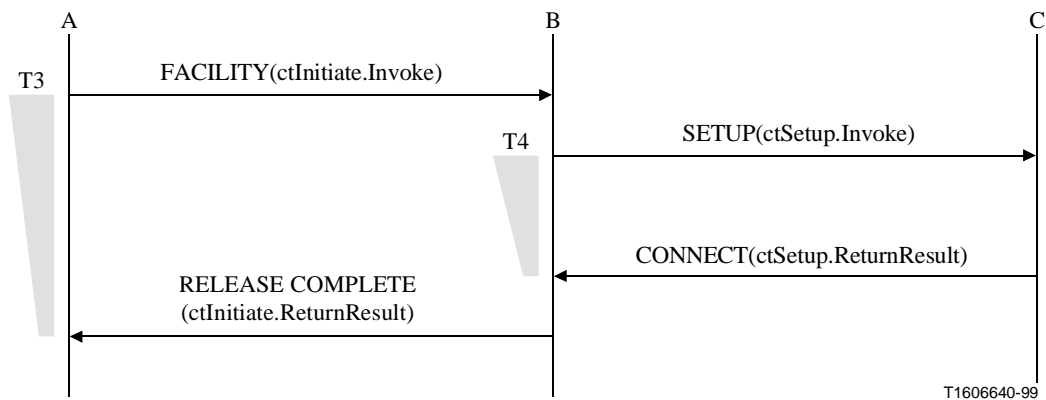 A
B
C
T3
FACILITY(ctInitiate.Invoke)
SETUP(ctSetup.Invoke)
T4
CONNECT(ctSetup.ReturnResult)
RELEASE COMPLETE
(ctInitiate.ReturnResult)
T1606640-99